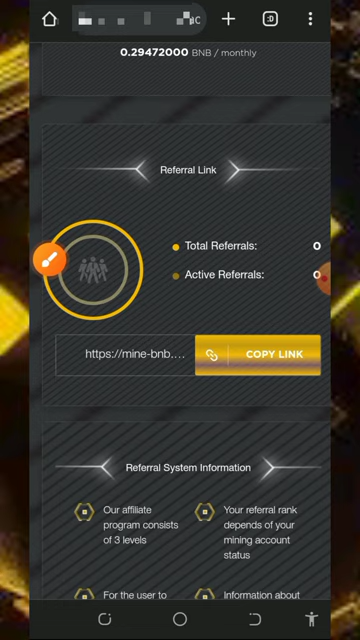 0.29472000 BNB / monthly
Referral Link
Total Referrals: 0
Active Referrals: 0
https://mine-bnb.... COPY LINK
Referral System Information
Our affiliate
program consists
of 3 levels
Your referral rank
depends of your
mining account
status
For the user to
Information about